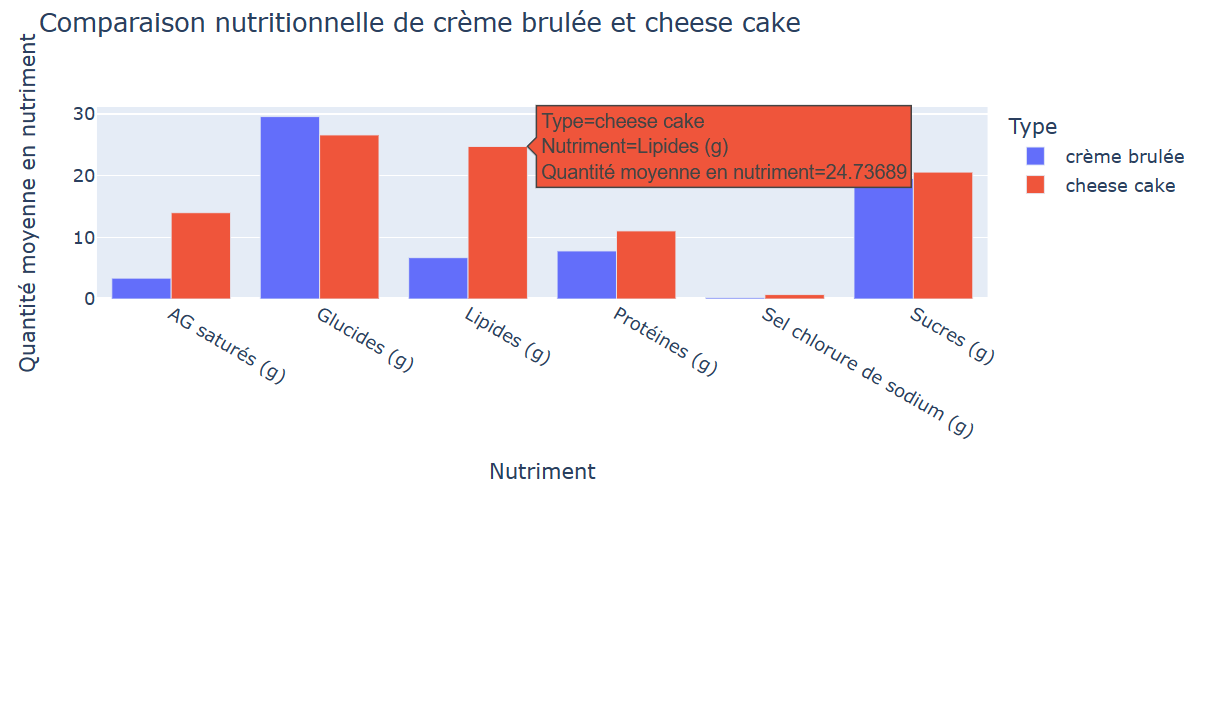 Comparaison nutritionnelle de crème brulée et cheese cake
Quantité moyenne en nutriment
30
20
10
0
Type=cheese cake
Nutriment=Lipides (g)
Quantité moyenne en nutriment=24.73689
Type
crème brulée
cheese cake
AG saturés (g)
Glucides (g)
Lipides (g)
Protéines (g)
Sel chlorure de sodium (g)
Sucres (g)
Nutriment